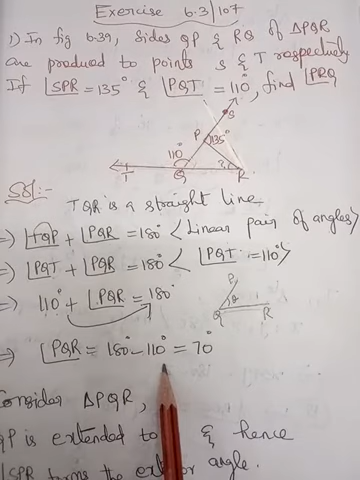 Exercise 6.3/107
1) In fig 6.39, Sides QP & RQ of ΔPQR
are produced to points S & T respectively
If ∠SPR = 135° & ∠PQT = 110°, find ∠PRQ
S
P
135°
110°
T
Q
?
R
Sol:-
TQR is a straight line
⇒) ∠TQP + ∠PQR = 180° <Linear pair of angles>
⇒) ∠PQT + ∠PQR = 180° <∠PQT = 110°>
⇒) 110° + ∠PQR = 180°
P
Q
R
⇒ ∠PQR = 180° - 110° = 70°
Consider ΔPQR,
QP is extended to & hence
∠SPR forms the angle.